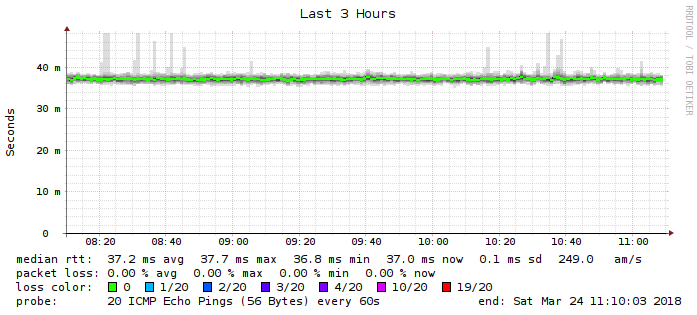 Last 3 Hours
RRDTOOL / TOBI OETIKER
Seconds
40 m
30 m
20 m
10 m
0
08:20 08:40 09:00 09:20 09:40 10:00 10:20 10:40 11:00
median rtt: 37.2 ms avg 37.7 ms max 36.8 ms min 37.0 ms now 0.1 ms sd 249.0 am/s
packet loss: 0.00 % avg 0.00 % max 0.00 % min 0.00 % now
loss color: 0 1/20 2/20 3/20 4/20 10/20 19/20
probe: 20 ICMP Echo Pings (56 Bytes) every 60s end: Sat Mar 24 11:10:03 2018